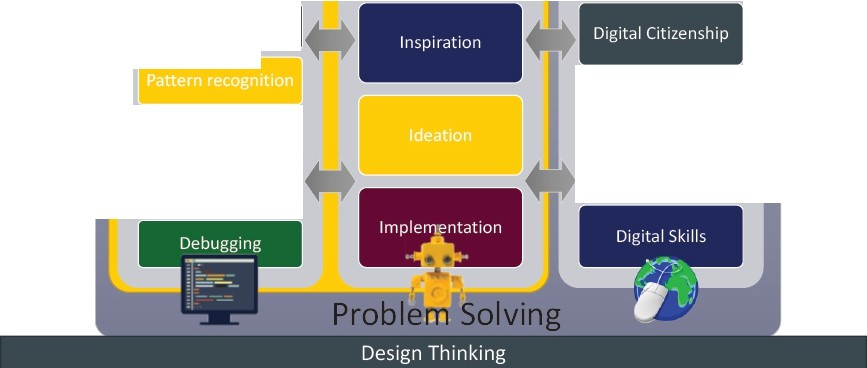 Inspiration
Digital Citizenship
Pattern recognition
Ideation
Implementation
Debugging
Digital Skills
Problem Solving
Design Thinking